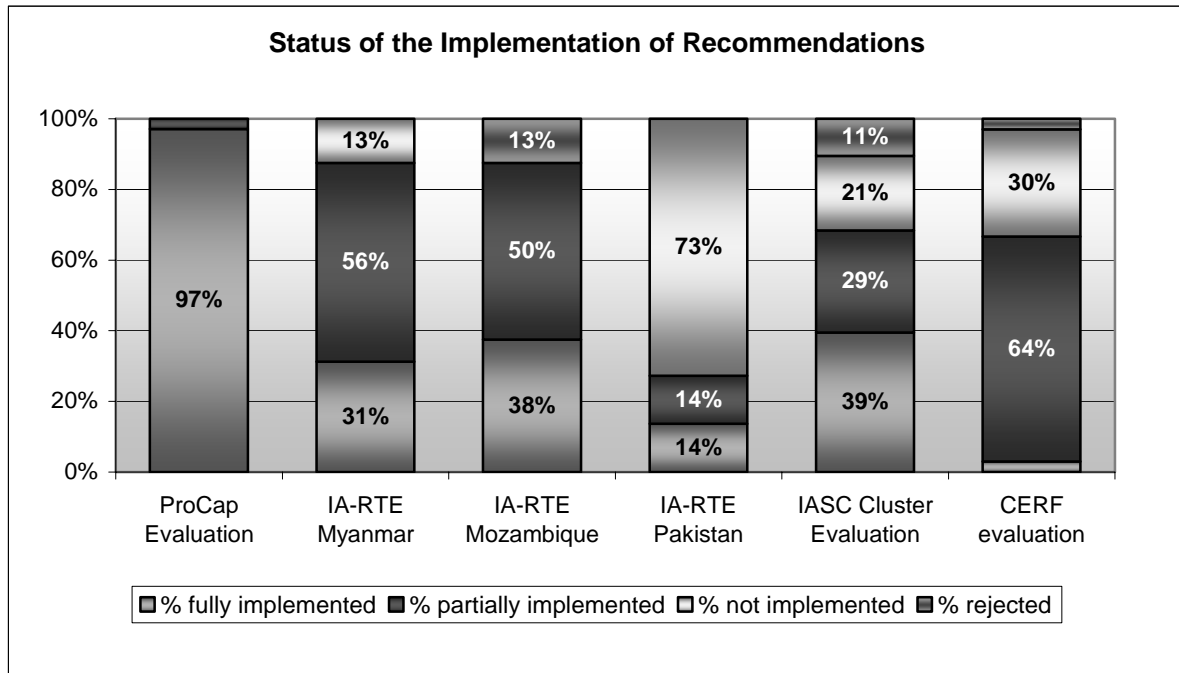 Status of the Implementation of Recommendations
100%
80%
60%
40%
20%
0%
97%
13%
56%
31%
13%
50%
38%
73%
14%
14%
11%
21%
29%
39%
30%
64%
ProCap
Evaluation
IA-RTE
Myanmar
IA-RTE
Mozambique
IA-RTE
Pakistan
IASC Cluster
Evaluation
CERF
evaluation
% fully implemented
% partially implemented
% not implemented
% rejected